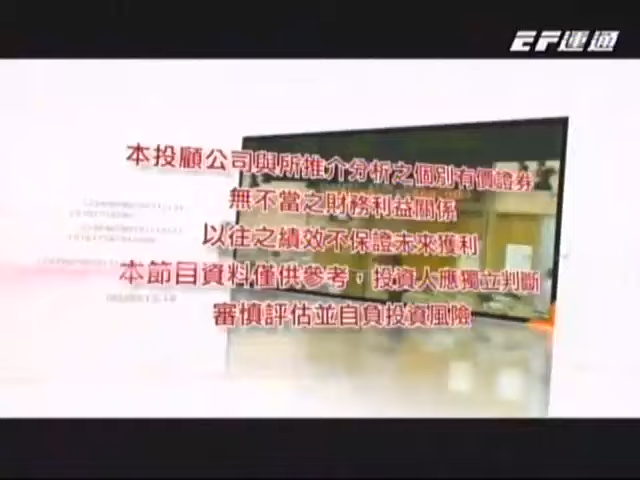 EF運通
本投顧公司與所推介分析之個別有價證券
無不當之財務利益關係
以往之績效不保證未來獲利
本節目資料僅供參考，投資人應獨立判斷
審慎評估並自負投資風險